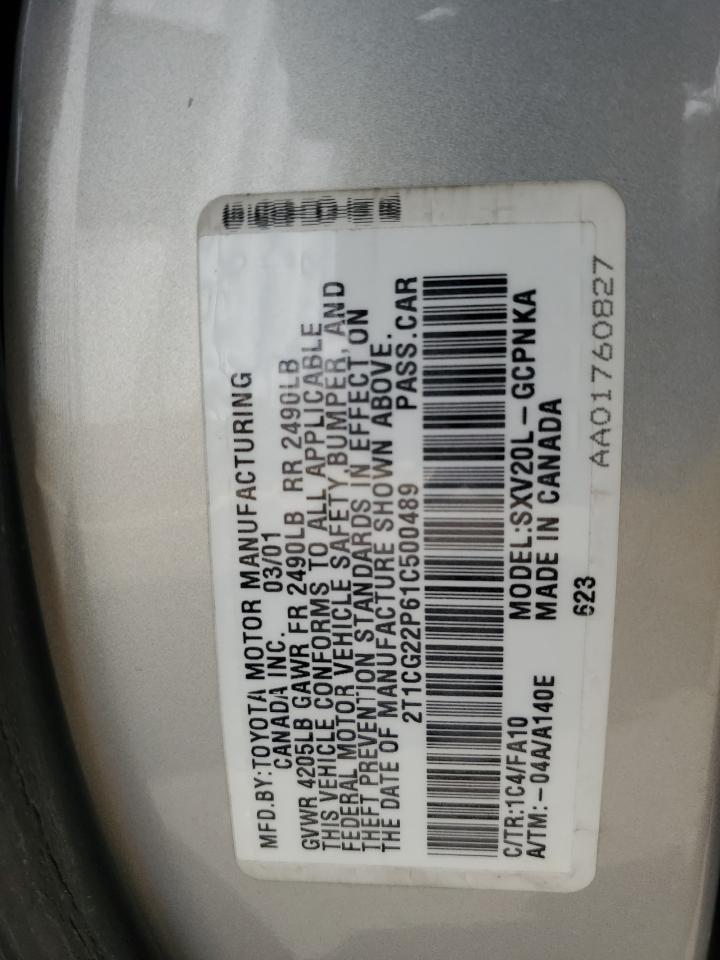 MFD.BY:TOYOTA MOTOR MANUFACTURING
CANADA INC. 03/01
GVWR 4205LB GAWR FR 2490LB RR 2490LB
THIS VEHICLE CONFORMS TO ALL APPLICABLE
FEDERAL MOTOR VEHICLE SAFETY, BUMPER, AND
THEFT PREVENTION STANDARDS IN EFFECT ON
THE DATE OF MANUFACTURE SHOWN ABOVE.
2T1CG22P61C500489 PASS.CAR
C/TR:1C4/FA10 MODEL:SXV20L-GCPNKA
A/TM:-04A/A140E MADE IN CANADA
623
AA01760827